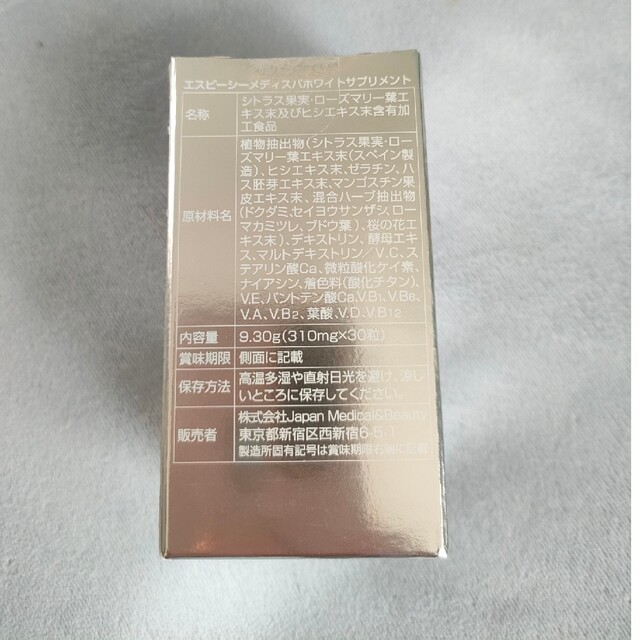 エスピーシーメディスパホワイトサプリメント
名称
シトラス果実・ローズマリー葉エ
キス末及びヒシエキス末含有加
工食品
原材料名
植物抽出物(シトラス果実・ロー
ズマリー葉エキス末(スペイン製
造)、ヒシエキス末、ゼラチン、ハ
ス胚芽エキス末、マンゴスチン果
皮エキス末、混合ハーブ抽出物
(ドクダミ、セイヨウサンザシ、ロー
マカミツレ、ブドウ葉)、桜の花エ
キス末)、デキストリン、酵母エキ
ス、マルトデキストリン/V.C、ス
テアリン酸Ca、微粒酸化ケイ素、
ナイアシン、着色料(酸化チタン)、
V.E、パントテン酸Ca、V.B1、V.B6、
V.A、V.B2、葉酸、V.D、V.B12
内容量
9.30g(310mg×30粒)
賞味期限
側面に記載
保存方法
高温多湿や直射日光を避け、涼し
いところに保存してください。
販売者
株式会社Japan Medical&Beauty
東京都新宿区西新宿6-5-1
製造所固有記号は賞味期限右端に記載